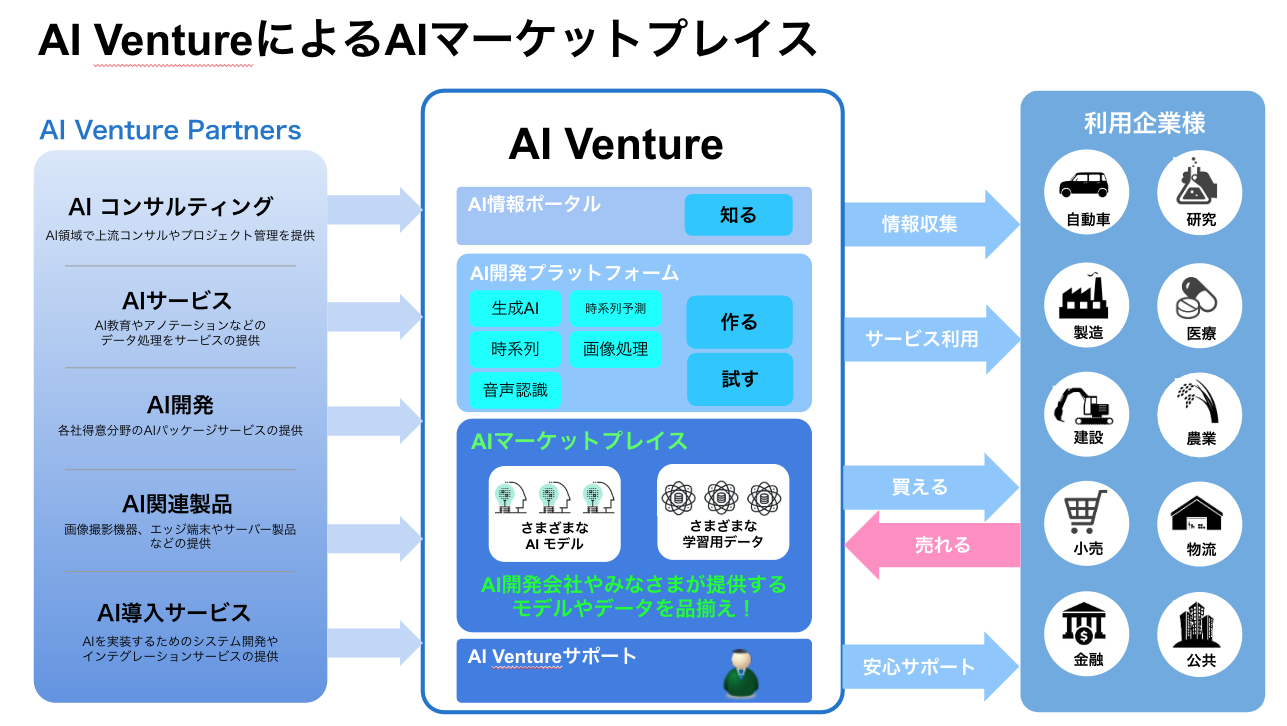 AI VentureによるAIマーケットプレイス
AI Venture Partners
AI コンサルティング
AI領域で上流コンサルやプロジェクト管理を提供
AIサービス
AI教育やアノテーションなどの
データ処理をサービスの提供
AI開発
各社得意分野のAIパッケージサービスの提供
AI関連製品
画像撮影機器、エッジ端末やサーバー製品
などの提供
AI導入サービス
AIを実装するためのシステム開発や
インテグレーションサービスの提供
AI Venture
AI情報ポータル
知る
AI開発プラットフォーム
生成AI
時系列予測
時系列
画像処理
音声認識
作る
試す
AIマーケットプレイス
さまざまな
AI モデル
さまざまな
学習用データ
AI開発会社やみなさまが提供する
モデルやデータを品揃え！
AI Ventureサポート
情報収集
サービス利用
買える
売れる
安心サポート
利用企業様
自動車
研究
製造
医療
建設
農業
小売
物流
$
金融
公共